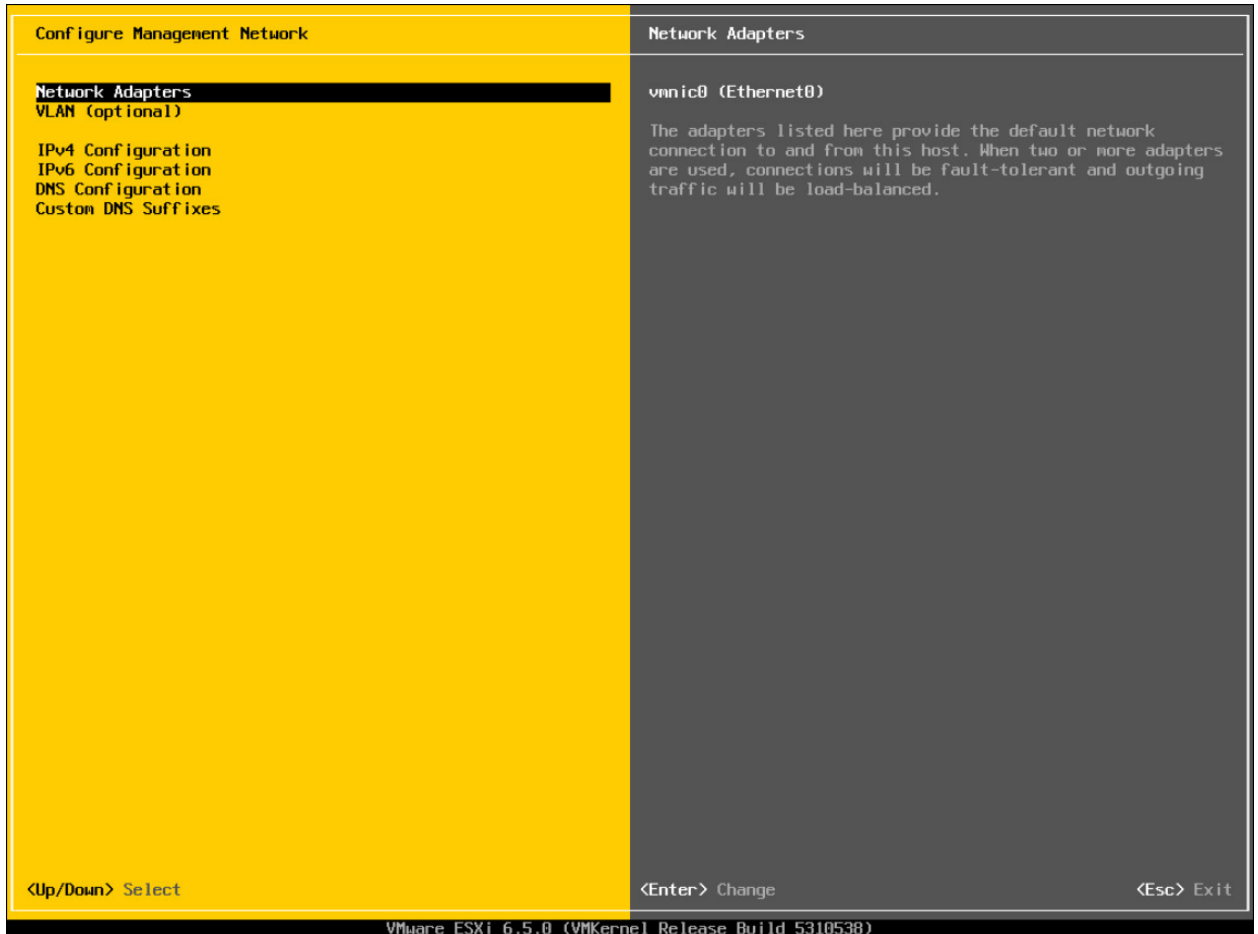 Configure Management Network
Network Adapters
VLAN (optional)
IPv4 Configuration
IPv6 Configuration
DNS Configuration
Custom DNS Suffixes
<Up/Down> Select
Network Adapters
vmnic0 (Ethernet0)
The adapters listed here provide the default network
connection to and from this host. When two or more adapters
are used, connections will be fault-tolerant and outgoing
traffic will be load-balanced.
<Enter> Change
<Esc> Exit
VMware ESXi 6.5.0 (VMKernel Release Build 5310538)